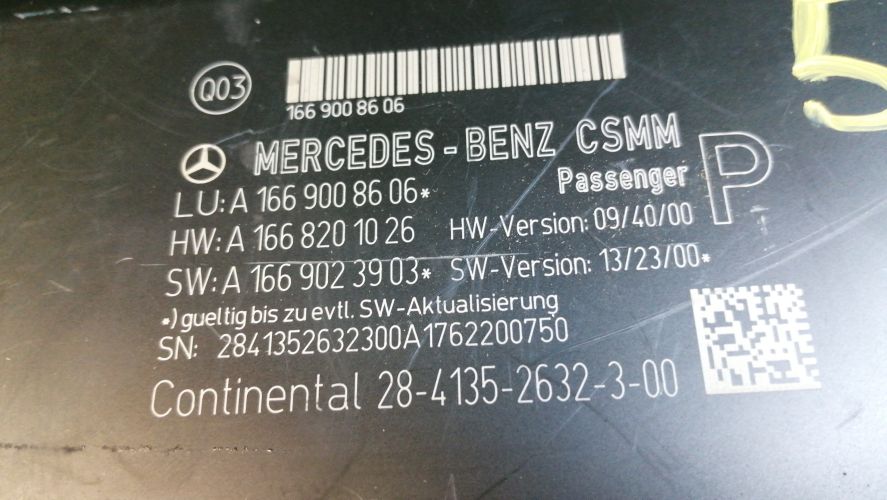 Q03
166 900 86 06
MERCEDES-BENZ CSMM
Passenger P
LU: A 166 900 86 06*
HW: A 166 820 10 26 HW-Version: 09/40/00
SW: A 166 902 39 03* SW-Version: 13/23/00*
*) gueltig bis zu evtl. SW-Aktualisierung
SN: 2841352632300A1762200750
Continental 28-4135-2632-3-00